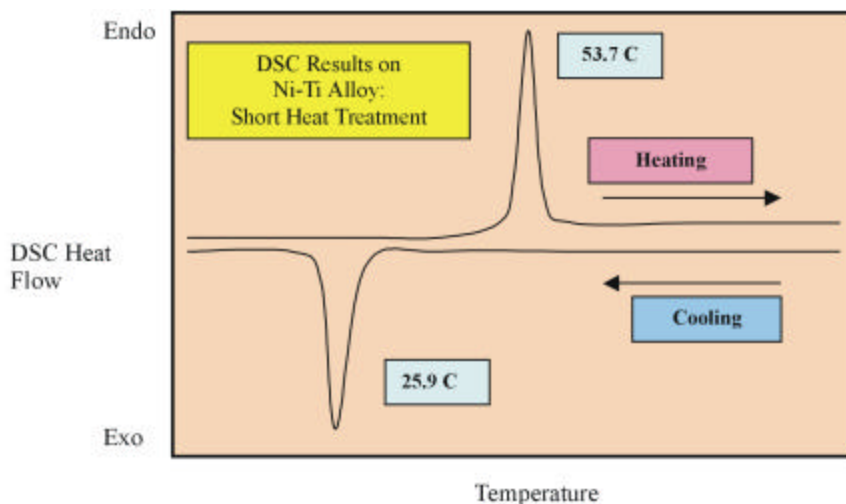 Endo
DSC Results on
Ni-Ti Alloy:
Short Heat Treatment
53.7 C
Heating
DSC Heat
Flow
Cooling
25.9 C
Exo
Temperature